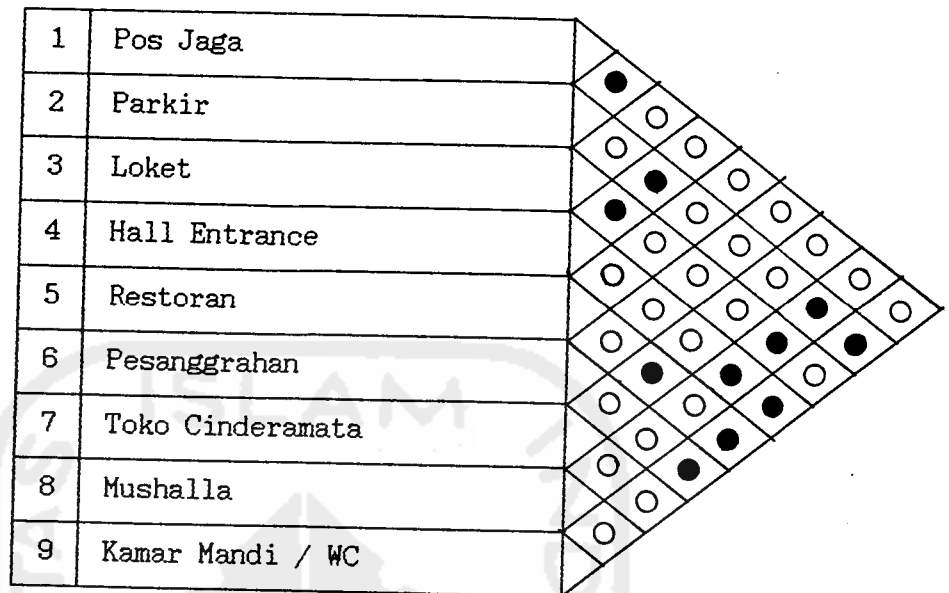 1 Pos Jaga
2 Parkir
3 Loket
4 Hall Entrance
5 Restoran
6 Pesanggrahan
7 Toko Cinderamata
8 Mushalla
9 Kamar Mandi / WC
ISLAM